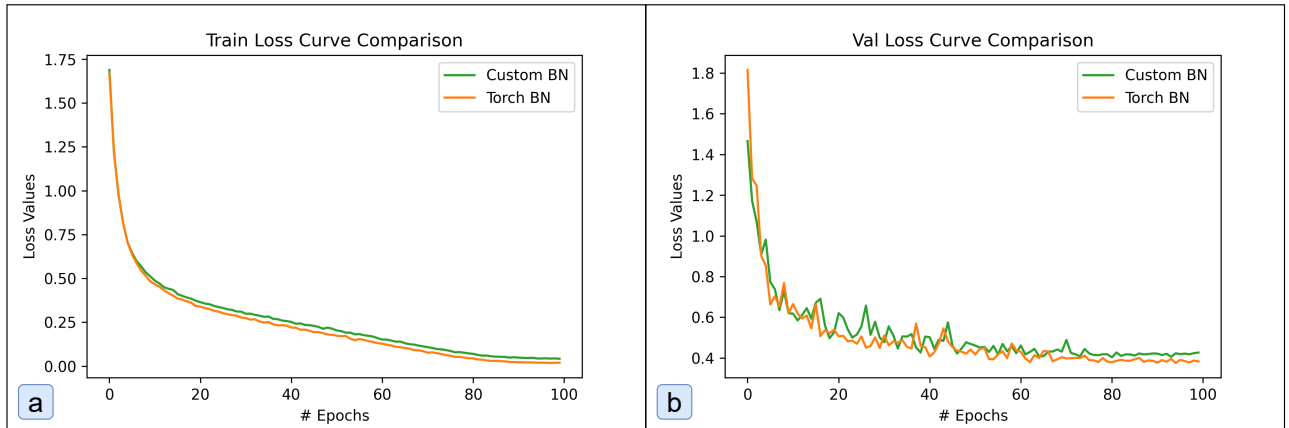 Train Loss Curve Comparison
Loss Values
1.75
1.50
1.25
1.00
0.75
0.50
0.25
0.00
Custom BN
Torch BN
0 20 40 60 80 100
# Epochs
a
Val Loss Curve Comparison
Loss Values
1.8
1.6
1.4
1.2
1.0
0.8
0.6
0.4
Custom BN
Torch BN
0 20 40 60 80 100
# Epochs
b